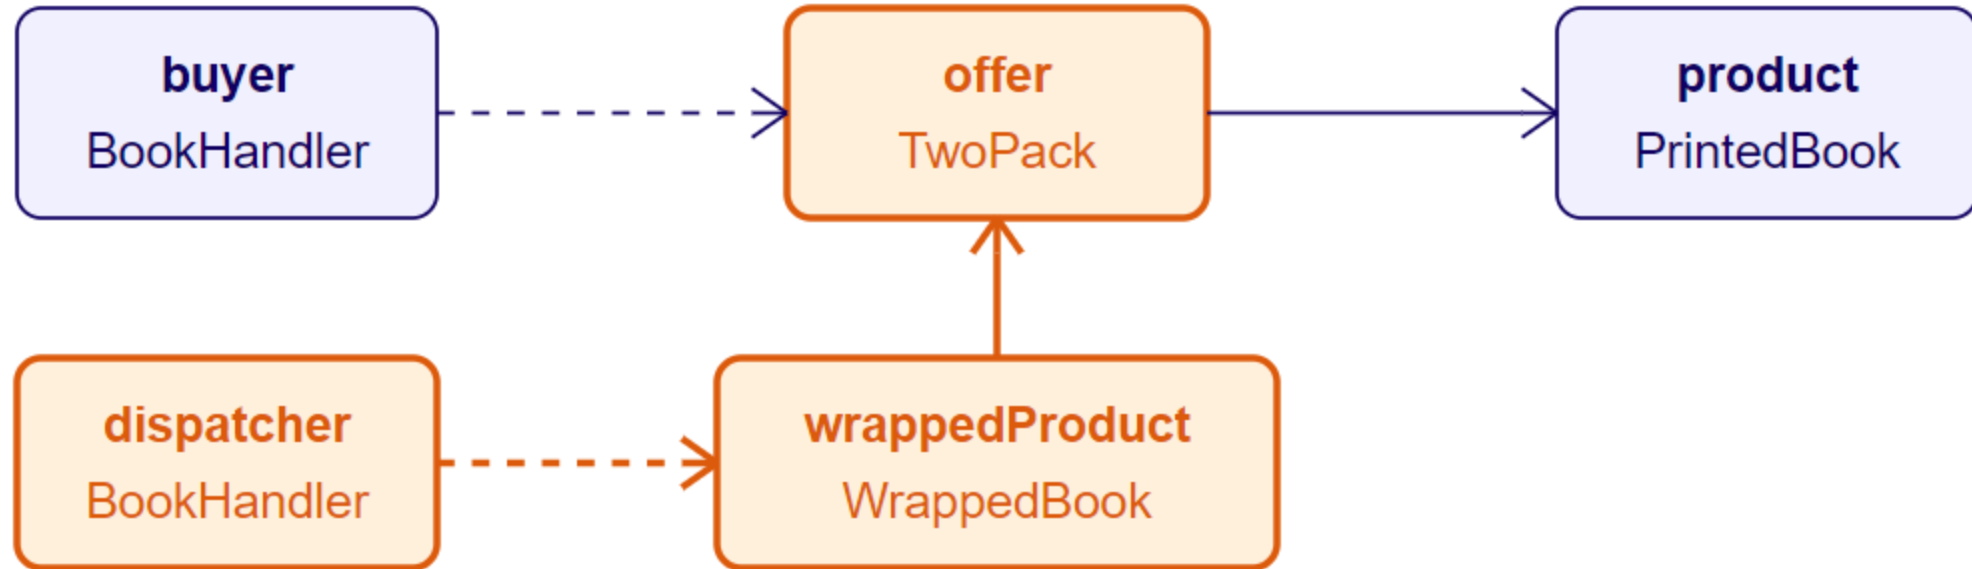 buyer
BookHandler
offer
TwoPack
product
PrintedBook
dispatcher
BookHandler
wrappedProduct
WrappedBook